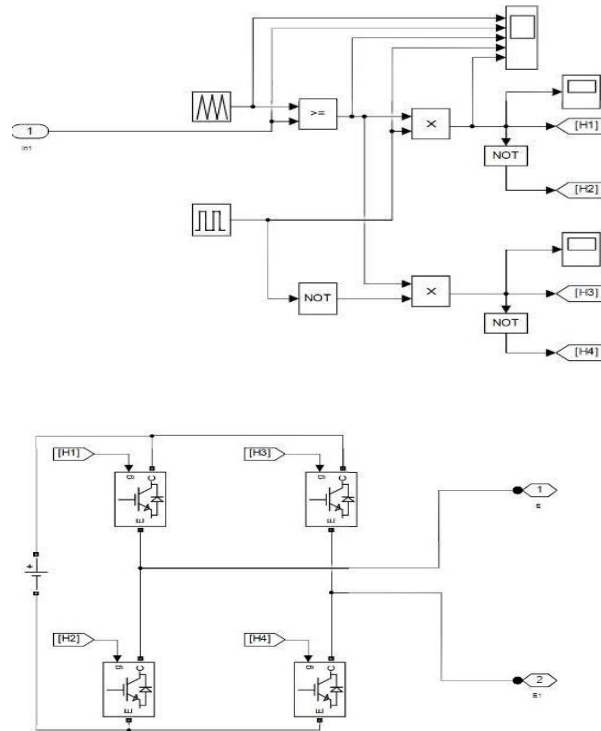 1
In1
>=
×
[H1]
NOT
[H2]
NOT
×
[H3]
NOT
[H4]
[H1]
[H3]
g
C
g
C
E
E
1
E
+
[H2]
[H4]
g
C
g
C
E
E
2
E1